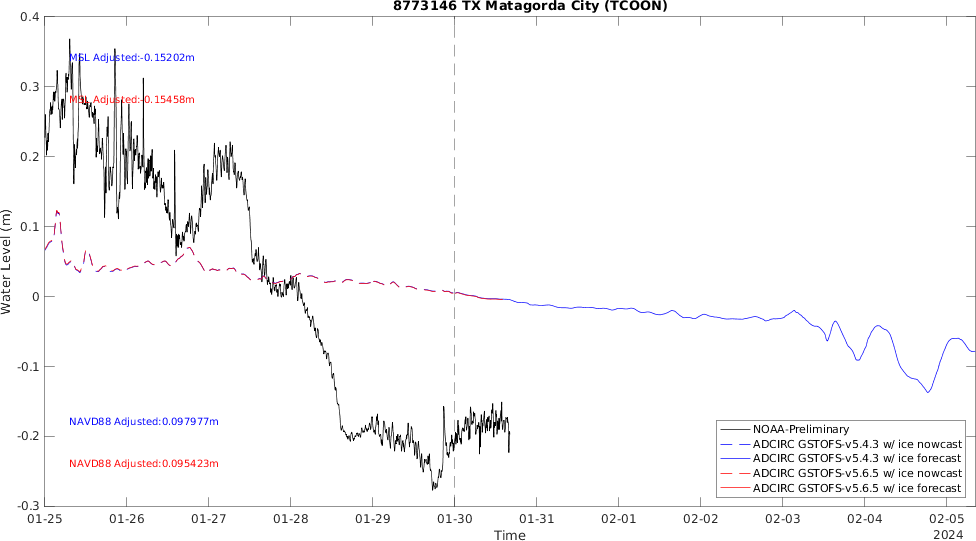 8773146 TX Matagorda City (TCOON)
0.4
0.3
0.2
0.1
0
-0.1
-0.2
-0.3
Water Level (m)
MSL Adjusted:-0.15202m
MSL Adjusted:-0.15458m
NAVD88 Adjusted:0.097977m
NAVD88 Adjusted:0.095423m
NOAA-Preliminary
ADCIRC GSTOFS-v5.4.3 w/ ice nowcast
ADCIRC GSTOFS-v5.4.3 w/ ice forecast
ADCIRC GSTOFS-v5.6.5 w/ ice nowcast
ADCIRC GSTOFS-v5.6.5 w/ ice forecast
01-25 01-26 01-27 01-28 01-29 01-30 01-31 02-01 02-02 02-03 02-04 02-05
Time 2024